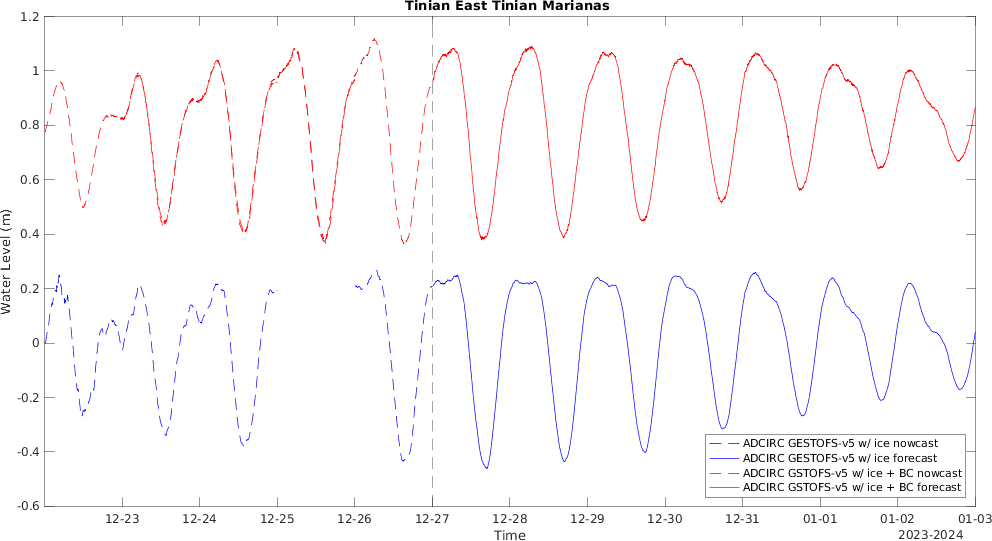 Tinian East Tinian Marianas
1.2
1
0.8
0.6
0.4
0.2
0
-0.2
-0.4
-0.6
Water Level (m)
ADCIRC GESTOFS-v5 w/ ice nowcast
ADCIRC GESTOFS-v5 w/ ice forecast
ADCIRC GSTOFS-v5 w/ ice + BC nowcast
ADCIRC GSTOFS-v5 w/ ice + BC forecast
12-23 12-24 12-25 12-26 12-27 12-28 12-29 12-30 12-31 01-01 01-02 01-03
Time
2023-2024